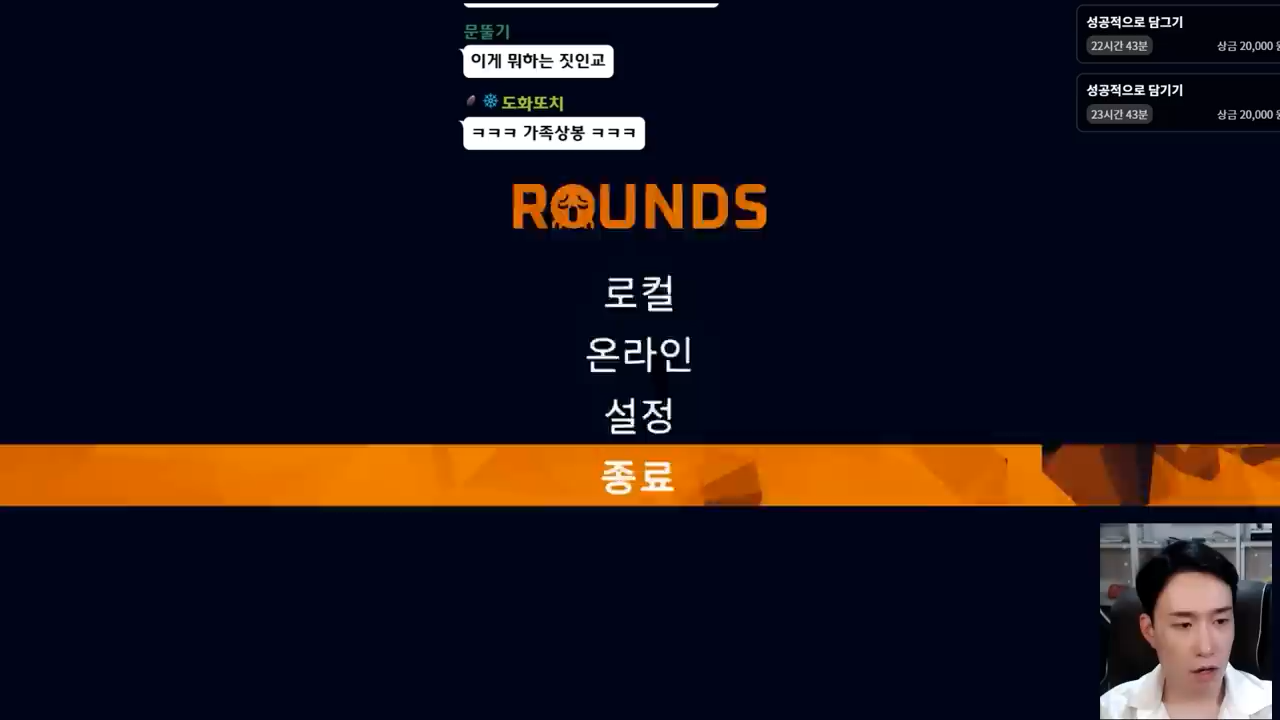 문뚤기
이게 뭐하는 짓인교
도화또치
ㅋㅋㅋ 가족상봉 ㅋㅋㅋ
성공적으로 담그기
22시간 43분
상금 20,000 원
성공적으로 담기기
23시간 43분
상금 20,000 원
ROUNDS
로컬
온라인
설정
종료